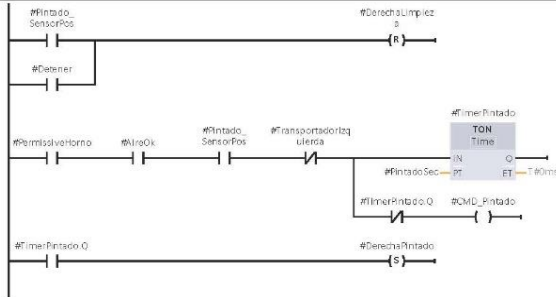 #Pintado_
SensorPos
#DerechaLimpiez
a
R
#Detener
#TimerPintado
TON
Time
#PermissiveHorno
#AireOk
#Pintado_
SensorPos
#TransportadorIzq
uierda
IN
Q
#PintadoSec
PT
ET
T#0ms
#TimerPintado.Q
#CMD_Pintado
#TimerPintado.Q
#DerechaPintado
S